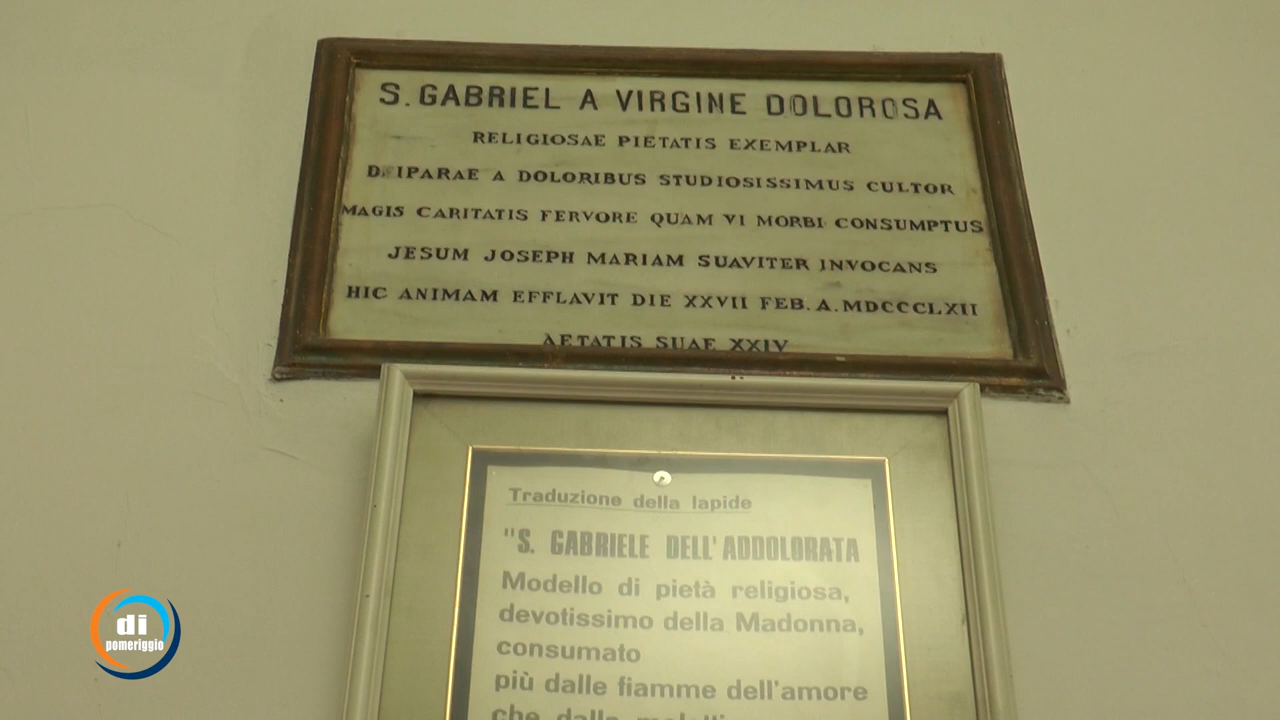 S. GABRIEL A VIRGINE DOLOROSA
RELIGIOSAE PIETATIS EXEMPLAR
DEIPARAE A DOLORIBUS STUDIOSISSIMUS CULTOR
MAGIS CARITATIS FERVORE QUAM VI MORBI CONSUMPTUS
JESUM JOSEPH MARIAM SUAVITER INVOCANS
HIC ANIMAM EFFLAVIT DIE XXVII FEB. A. MDCCCLXII
AETATIS SUAE XXIV
Traduzione della lapide
"S. GABRIELE DELL'ADDOLORATA
Modello di pietà religiosa,
devotissimo della Madonna,
consumato
più dalle fiamme dell'amore
che dalla
di
pomeriggio